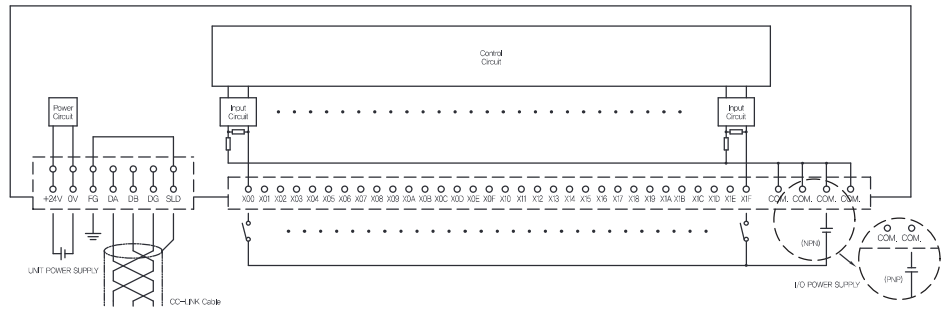 Control
Circuit
Power
Circuit
Input
Circuit
Input
Circuit
+24V 0V FG DA DB DG SLD
X00 X01 X02 X03 X04 X05 X06 X07 X08 X09 X0A X0B X0C X0D X0E X0F X10 X11 X12 X13 X14 X15 X16 X17 X18 X19 X1A X1B X1C X1D X1E X1F COM. COM. COM. COM.
COM. COM.
(NPN)
(PNP)
UNIT POWER SUPPLY
I/O POWER SUPPLY
CC-LINK Cable